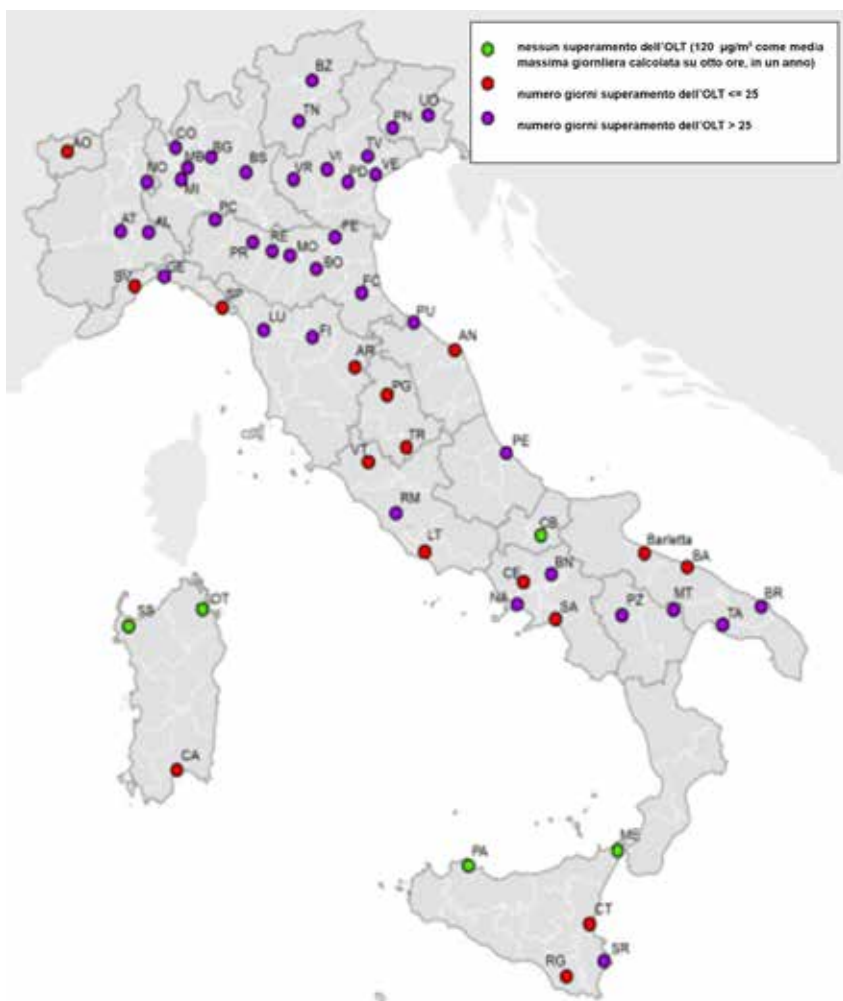 nessun superamento dell'OLT (120 µg/m³ come media
massima giornliera calcolata su otto ore, in un anno)
numero giorni superamento dell'OLT <= 25
numero giorni superamento dell'OLT > 25
BZ
TN
UD
PN
AO
CO
BG
MB
NO
MI
BS
VR
VI
TV
PD
VE
AT
AL
PC
PR
RE
MO
FE
BO
FC
SV
GE
SP
LU
FI
PU
AN
AR
PG
TR
VT
PE
RM
LT
CB
Barletta
BA
CE
BN
NA
SA
PZ
MT
TA
BR
SS
OT
CA
PA
ME
CT
SR
RG